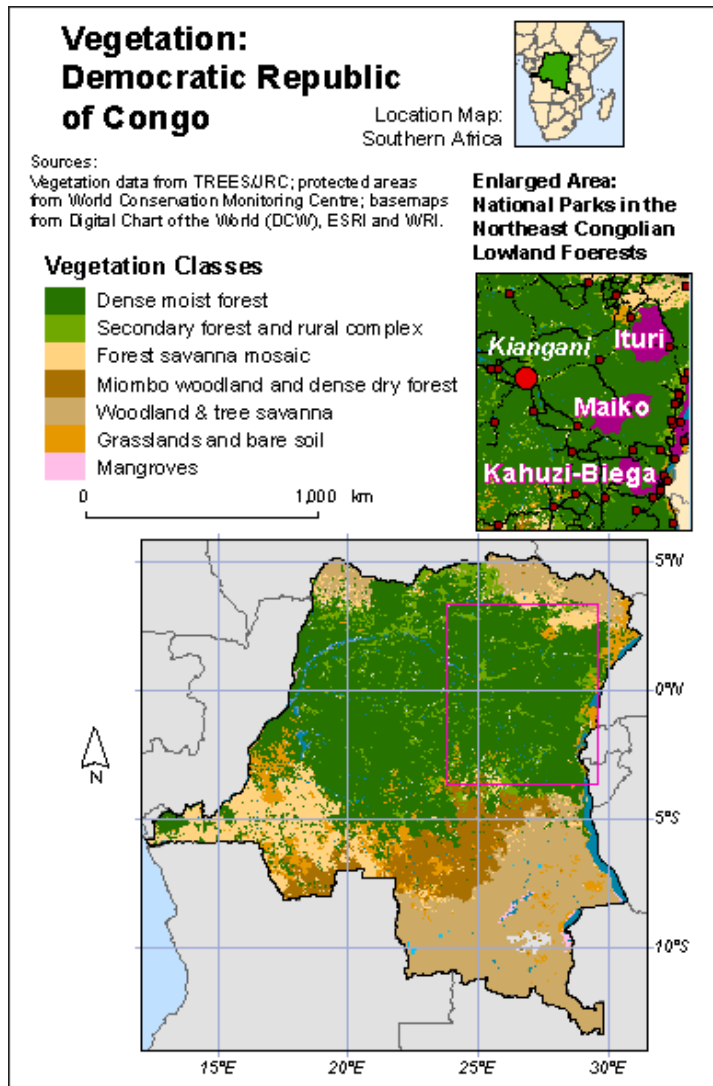 Vegetation:
Democratic Republic
of Congo
Location Map:
Southern Africa
Sources:
Vegetation data from TREES/JRC; protected areas
from World Conservation Monitoring Centre; basemaps
from Digital Chart of the World (DCW), ESRI and WRI.
Enlarged Area:
National Parks in the
Northeast Congolian
Lowland Foerests
Vegetation Classes
Dense moist forest
Secondary forest and rural complex
Forest savanna mosaic
Miombo woodland and dense dry forest
Woodland & tree savanna
Grasslands and bare soil
Mangroves
0 1,000 km
Kiangani
Ituri
Maiko
Kahuzi-Biega
5°W
0°W
5°S
10°S
N
15°E 20°E 25°E 30°E